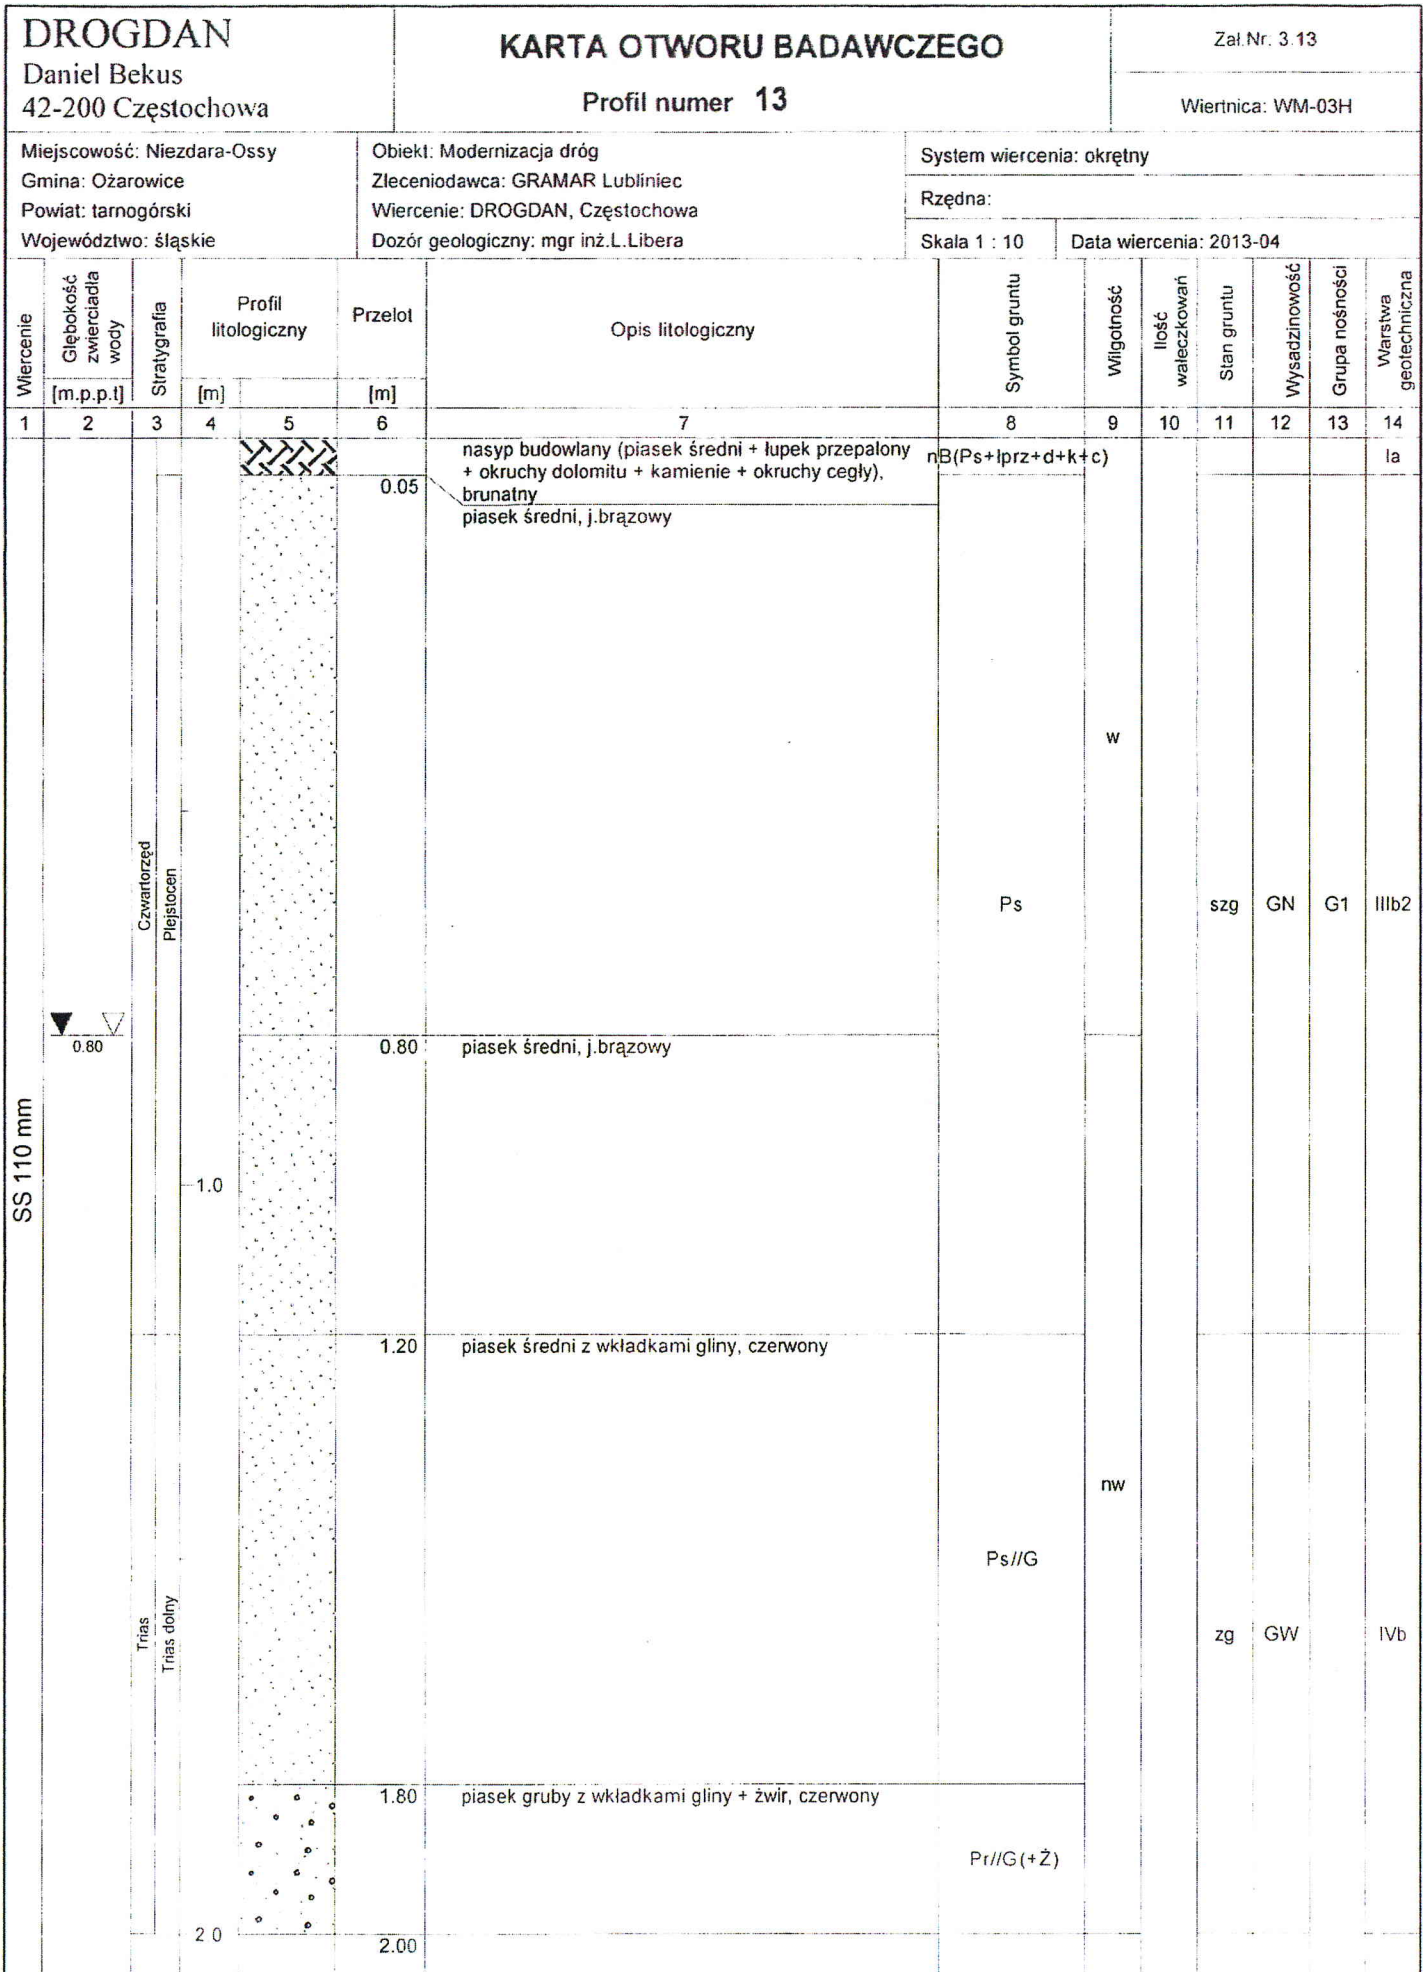 DROGDAN
Daniel Bekus
42-200 Częstochowa
KARTA OTWORU BADAWCZEGO
Profil numer 13
Zał.Nr: 3.13
Wiertnica: WM-03H
Miejscowość: Niezdara-Ossy
Gmina: Ożarowice
Powiat: tarnogórski
Województwo: śląskie
Obiekt: Modernizacja dróg
Zleceniodawca: GRAMAR Lubliniec
Wiercenie: DROGDAN, Częstochowa
Dozór geologiczny: mgr inż.L.Libera
System wiercenia: okrętny
Rzędna:
Skala 1 : 10
Data wiercenia: 2013-04
Wiercenie
Głębokość
zwierciadła
wody
[m.p.p.t]
Stratygrafia
Profil
litologiczny
[m]
Przelot
[m]
Opis litologiczny
Symbol gruntu
Wilgotność
Ilość
wałeczkowań
Stan gruntu
Wysadzinowość
Grupa nośności
Warstwa
geotechniczna
1 2 3 4 5 6 7 8 9 10 11 12 13 14
nasyp budowlany (piasek średni + łupek przepalony
+ okruchy dolomitu + kamienie + okruchy cegły),
brunatny
nB(Ps+lprz+d+k+c)
Ia
0.05
piasek średni, j.brązowy
w
Czwartorzęd
Plejstocen
Ps
szg
GN
G1
IIIb2
0.80
0.80
piasek średni, j.brązowy
SS 110 mm
1.0
1.20
piasek średni z wkładkami gliny, czerwony
nw
Ps//G
Trias
Trias dolny
zg
GW
IVb
1.80
piasek gruby z wkładkami gliny + żwir, czerwony
Pr//G(+Ż)
2 0
2.00